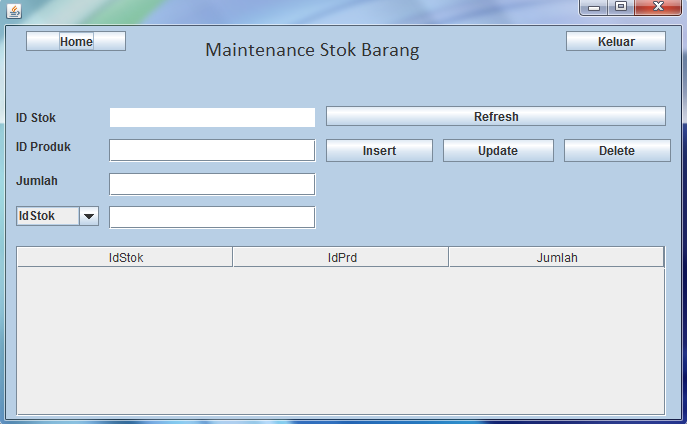 Home
Maintenance Stok Barang
Keluar
ID Stok
Refresh
ID Produk
Insert
Update
Delete
Jumlah
IdStok
IdStok IdPrd Jumlah